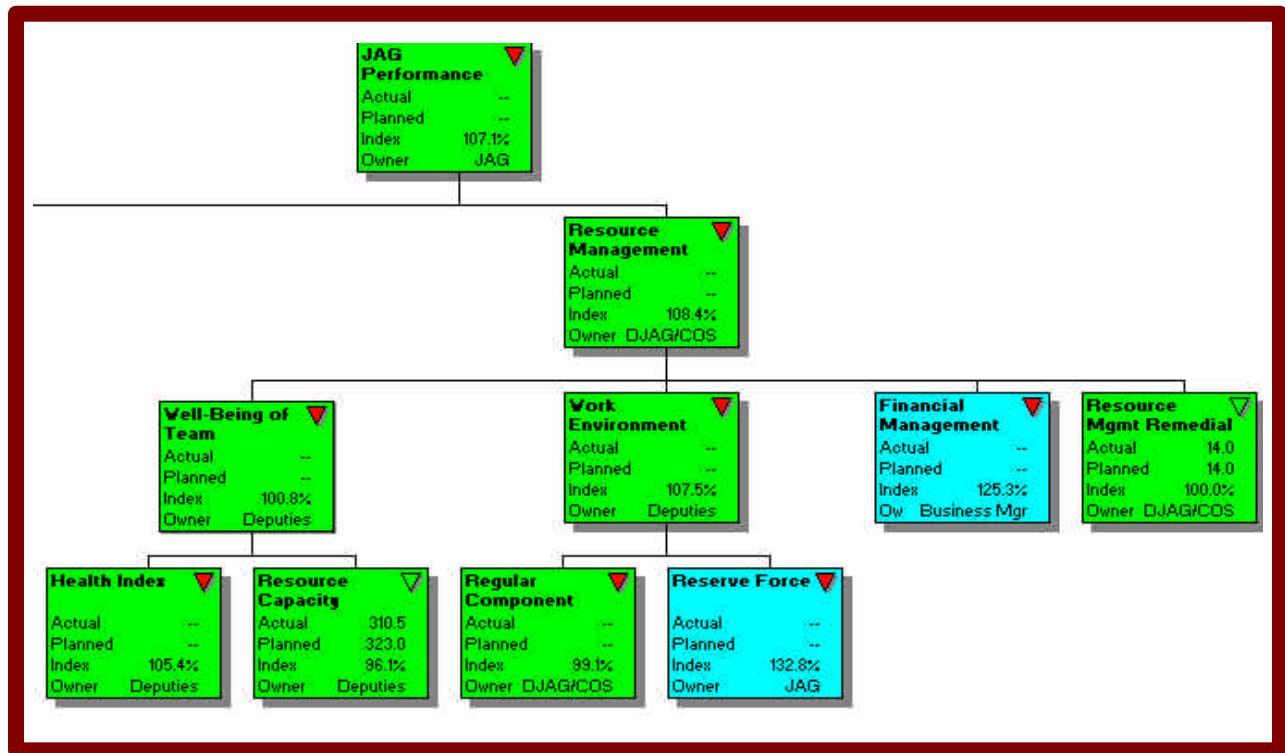 JAG
Performance
Actual --
Planned --
Index 107.1%
Owner JAG
Resource
Management
Actual --
Planned --
Index 108.4%
Owner DJAG/COS
Well-Being of
Team
Actual --
Planned --
Index 100.8%
Owner Deputies
Work
Environment
Actual --
Planned --
Index 107.5%
Owner Deputies
Financial
Management
Actual --
Planned --
Index 125.3%
Ow Business Mgr
Resource
Mgmt Remedial
Actual 14.0
Planned 14.0
Index 100.0%
Owner DJAG/COS
Health Index
Actual --
Planned --
Index 105.4%
Owner Deputies
Resource
Capacity
Actual 310.5
Planned 323.0
Index 96.1%
Owner Deputies
Regular
Component
Actual --
Planned --
Index 99.1%
Owner DJAG/COS
Reserve Force
Actual --
Planned --
Index 132.8%
Owner JAG